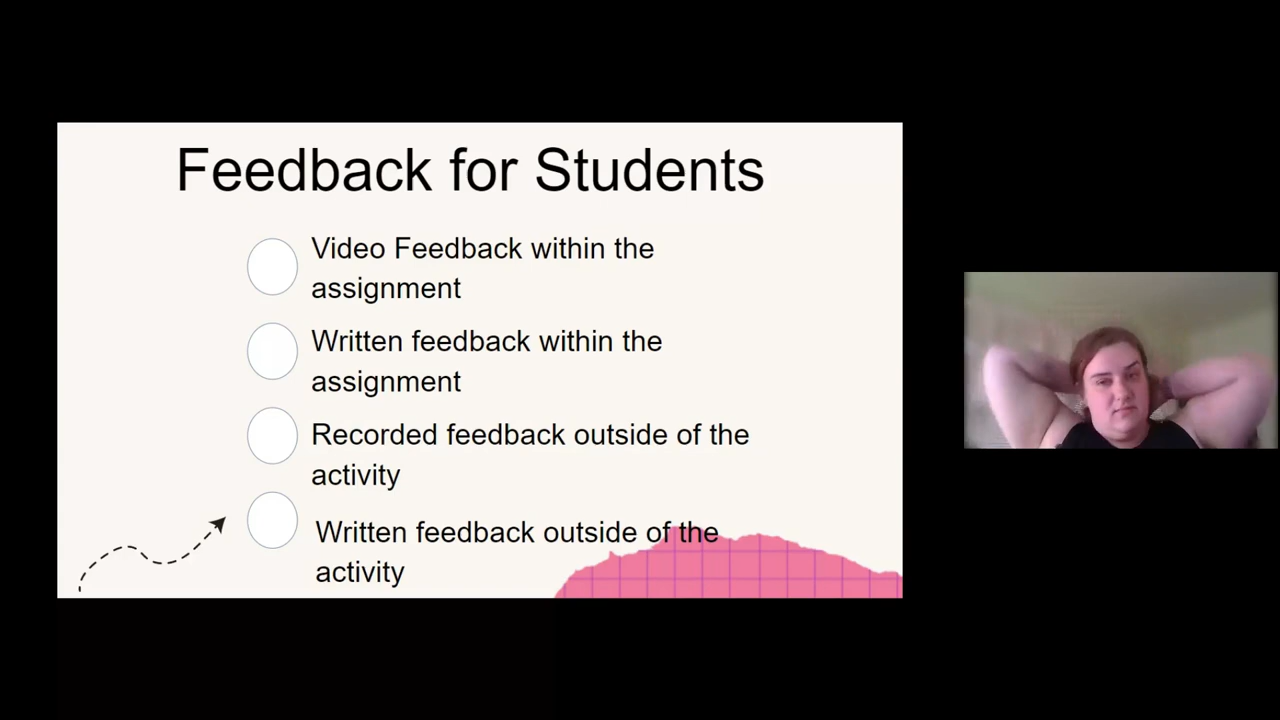 Feedback for Students
Video Feedback within the
assignment
Written feedback within the
assignment
Recorded feedback outside of the
activity
Written feedback outside of the
activity